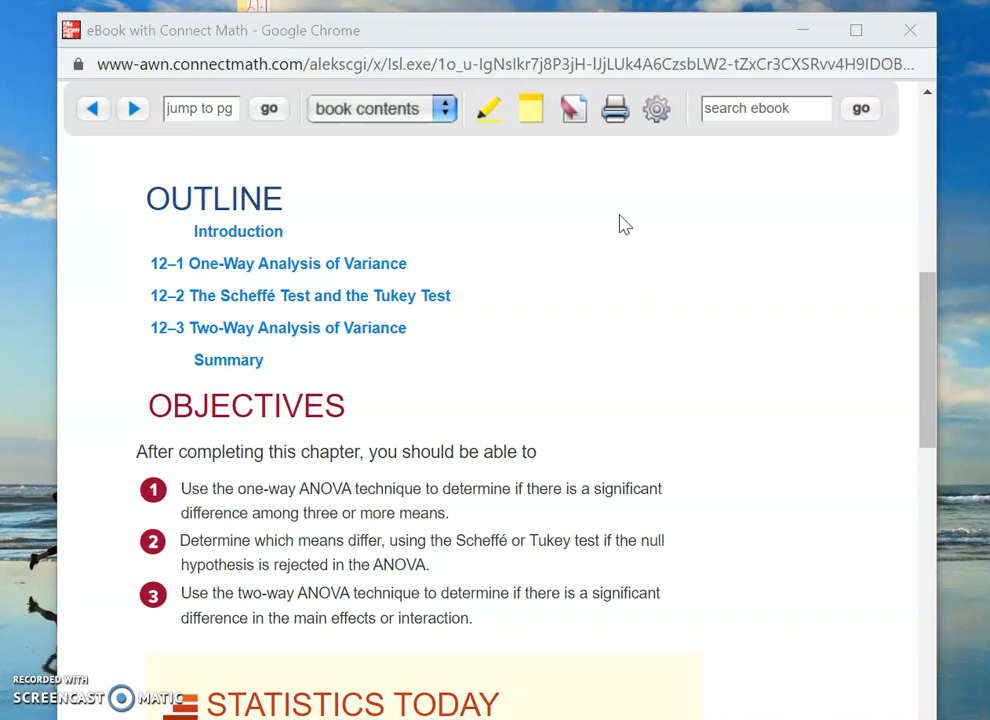 eBook with Connect Math - Google Chrome
www-awn.connectmath.com/alekscgi/x/Isl.exe/1o_u-IgNsIkr7j8P3jH-lJjLUk4A6CzsbLW2-tZxCr3CXSRvv4H9IDOB...
jump to pg go book contents search ebook go
OUTLINE
Introduction
12–1 One-Way Analysis of Variance
12–2 The Scheffé Test and the Tukey Test
12–3 Two-Way Analysis of Variance
Summary
OBJECTIVES
After completing this chapter, you should be able to
1 Use the one-way ANOVA technique to determine if there is a significant
difference among three or more means.
2 Determine which means differ, using the Scheffé or Tukey test if the null
hypothesis is rejected in the ANOVA.
3 Use the two-way ANOVA technique to determine if there is a significant
difference in the main effects or interaction.
STATISTICS TODAY
RECORDED WITH
SCREENCAST MATIC